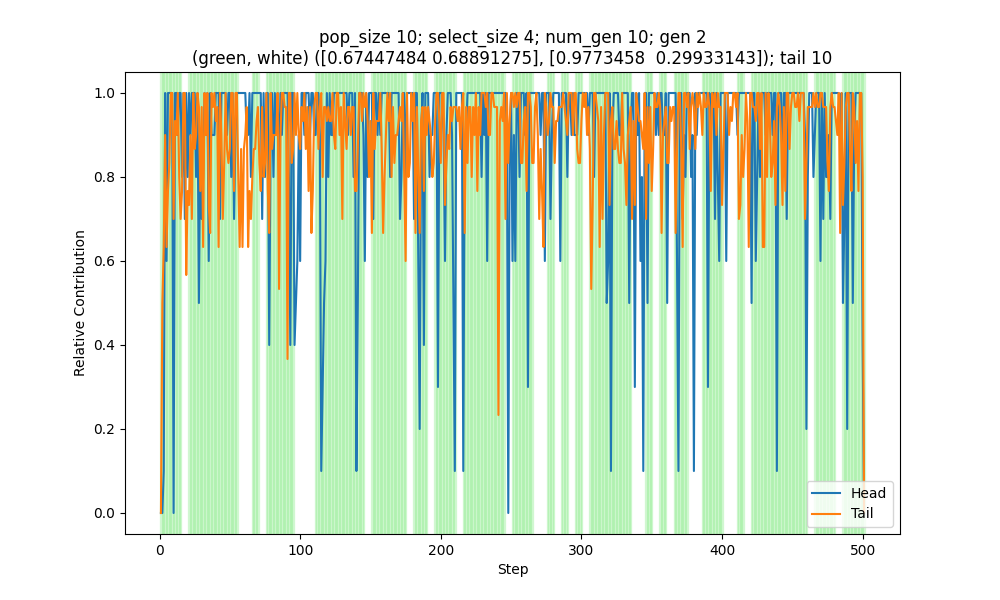 pop_size 10; select_size 4; num_gen 10; gen 2
(green, white) ([0.67447484 0.68891275], [0.9773458  0.29933143]); tail 10
Relative Contribution
1.0
0.8
0.6
0.4
0.2
0.0
Head
Tail
0
100
200
300
400
500
Step